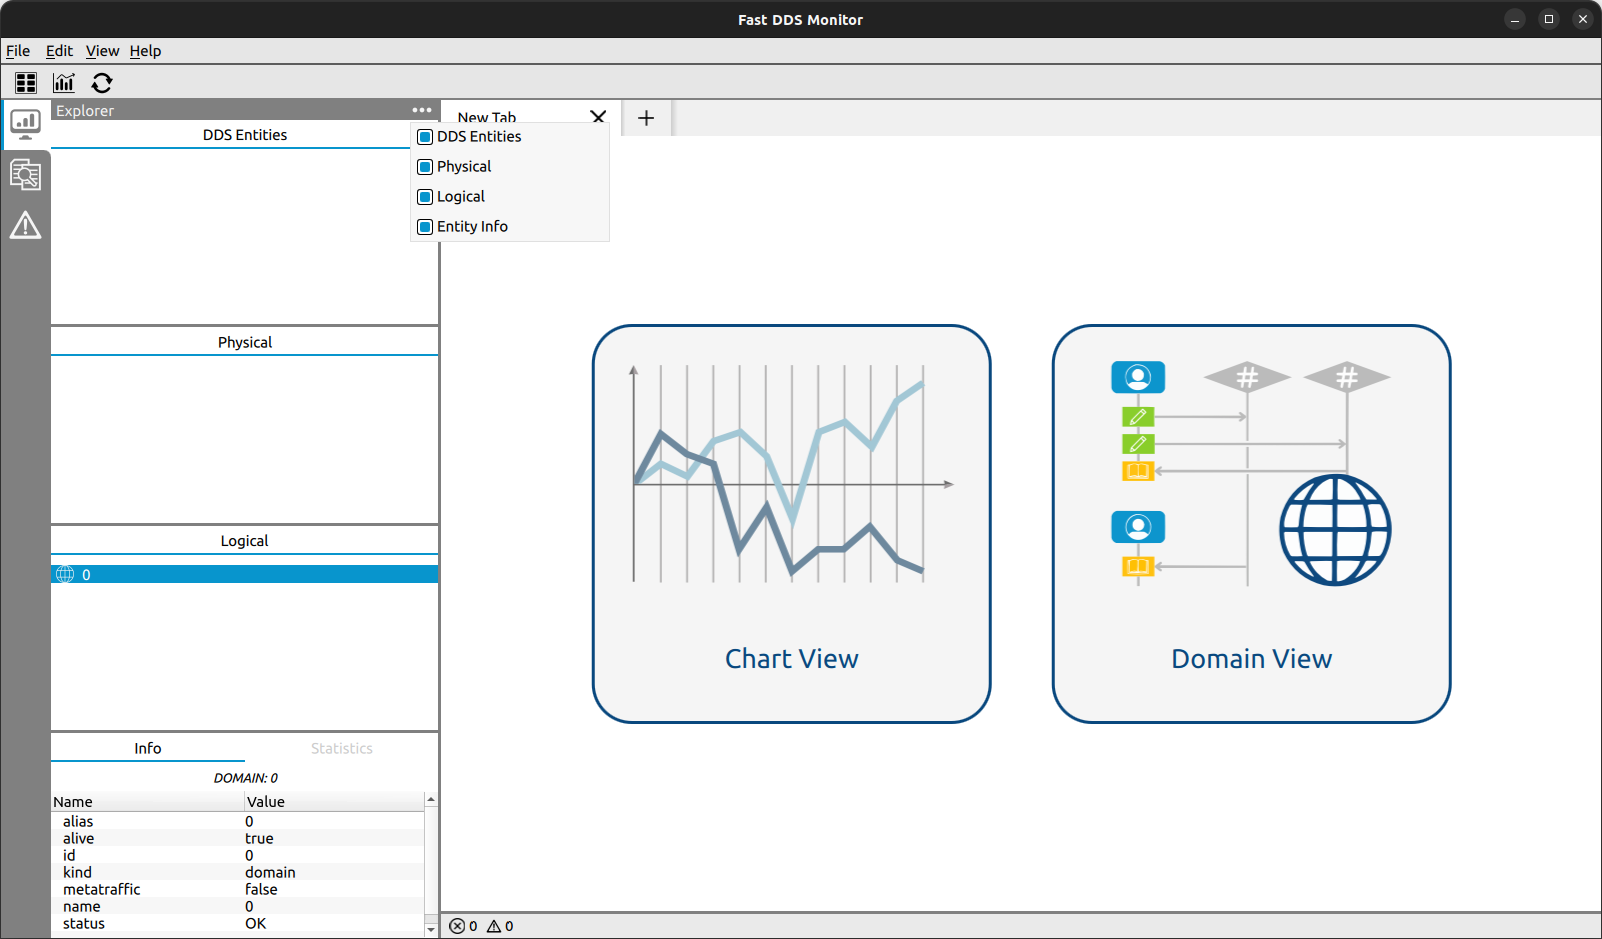 Fast DDS Monitor
File Edit View Help
Explorer
New Tab
DDS Entities
DDS Entities
Physical
Logical
Entity Info
Physical
Logical
0
Chart View
Domain View
Info Statistics
DOMAIN: 0
Name Value
alias 0
alive true
id 0
kind domain
metatraffic false
name 0
status OK
0 0